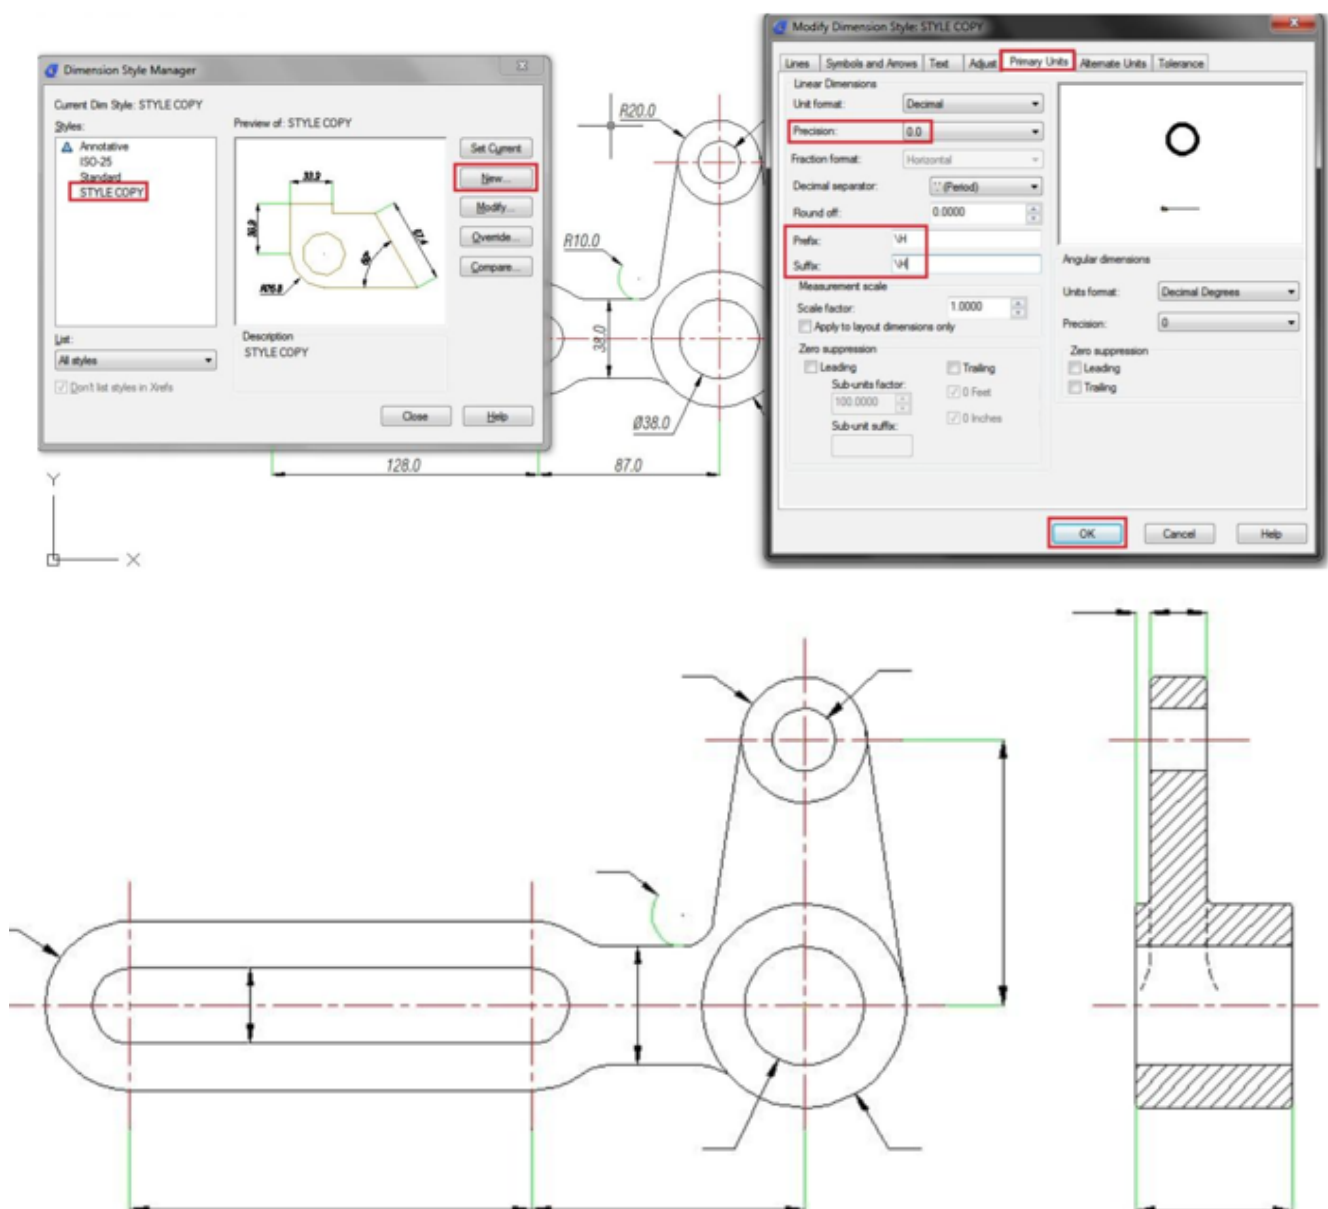 Dimension Style Manager
Current Dim Style: STYLE COPY
Styles:
Annotative
ISO-25
Standard
STYLE COPY
List:
All styles
Don't list styles in Xrefs
Preview of: STYLE COPY
Description
STYLE COPY
Set Current
New...
Modify...
Override...
Compare...
Close
Help
R20.0
R10.0
38.0
Ø38.0
128.0
87.0
Y
X
Modify Dimension Style: STYLE COPY
Lines
Symbols and Arrows
Text
Adjust
Primary Units
Alternate Units
Tolerance
Linear Dimensions
Unit format:
Decimal
Precision:
0.0
Fraction format:
Horizontal
Decimal separator:
'.' (Period)
Round off:
0.0000
Prefix:
\H
Suffix:
\H
Measurement scale
Scale factor:
1.0000
Apply to layout dimensions only
Zero suppression
Leading
Trailing
Sub-units factor:
100.0000
0 Feet
0 Inches
Sub-unit suffix:
Angular dimensions
Units format:
Decimal Degrees
Precision:
0
Zero suppression
Leading
Trailing
OK
Cancel
Help